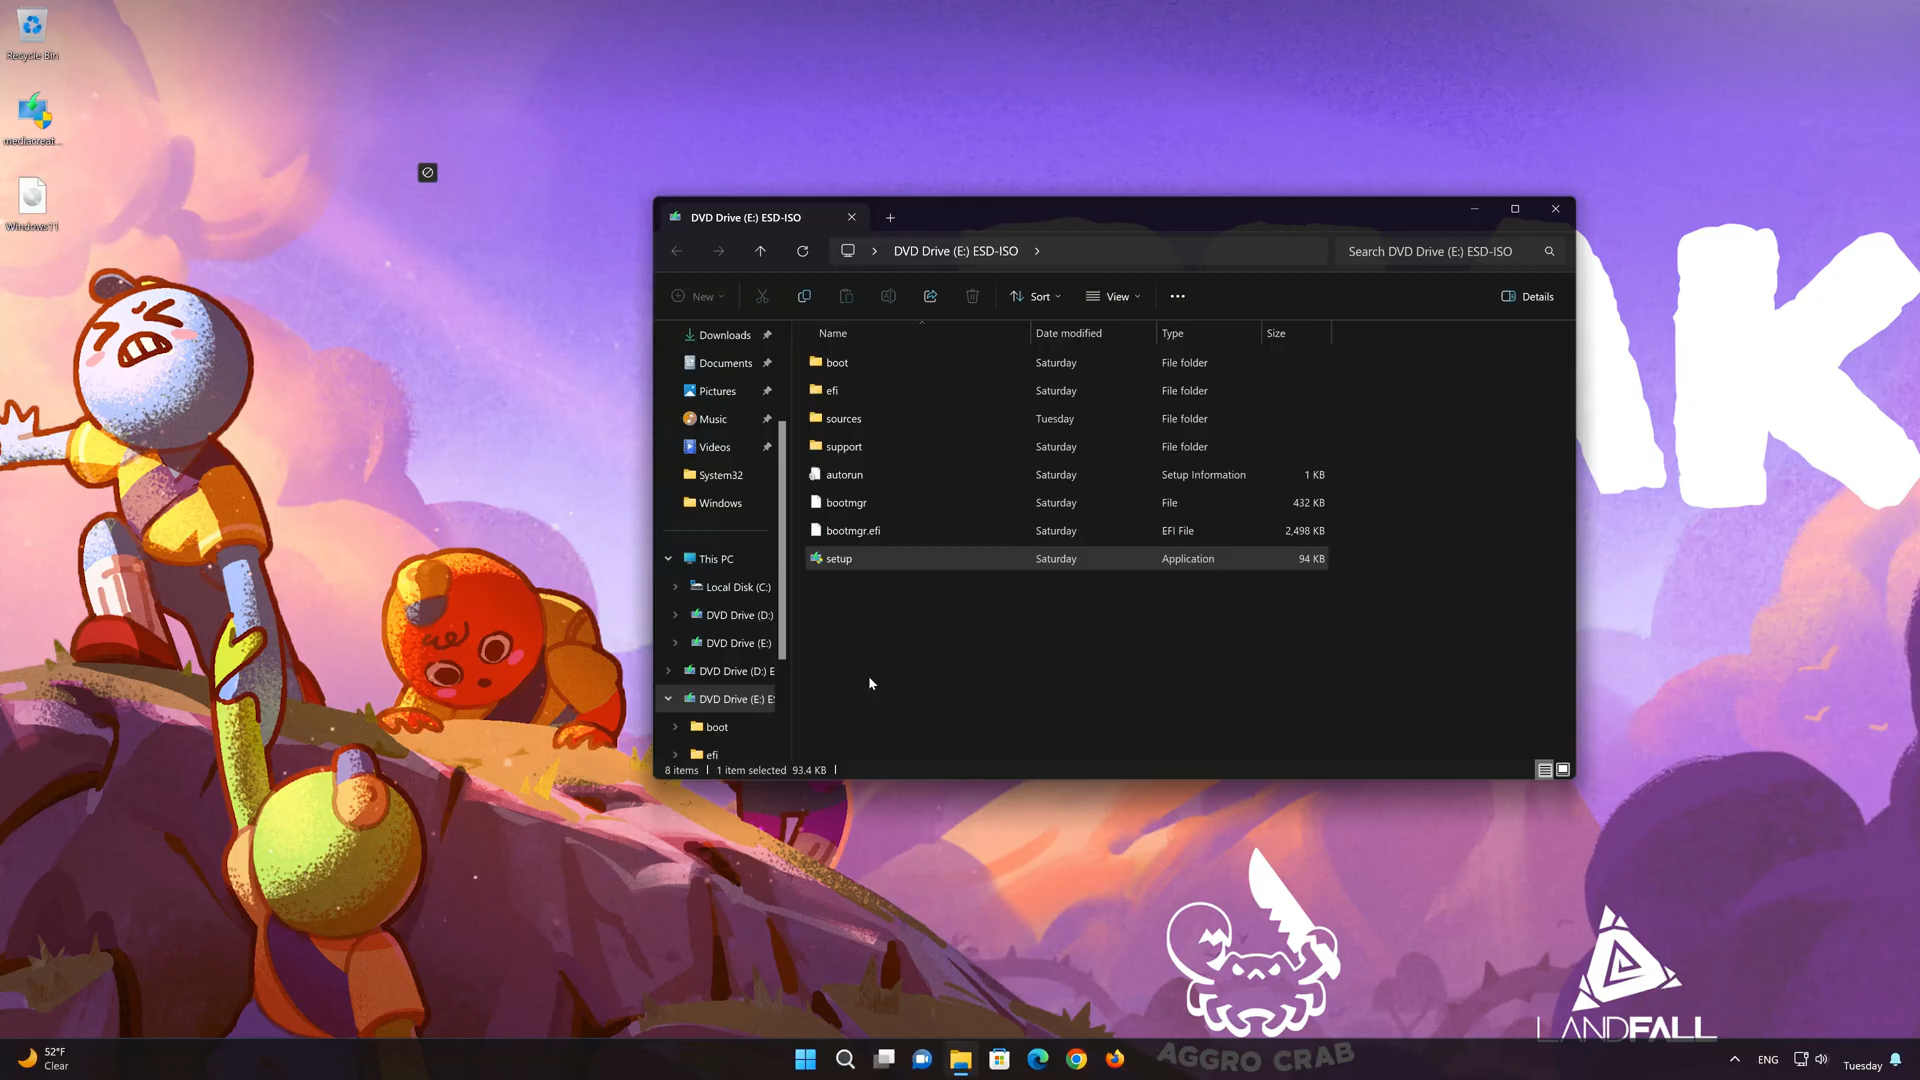 Recycle Bin
mediacreat...
Windows11
DVD Drive (E:) ESD-ISO
DVD Drive (E:) ESD-ISO
Search DVD Drive (E:) ESD-ISO
New
Sort
View
Details
Name
Date modified
Type
Size
Downloads
Documents
Pictures
Music
Videos
System32
Windows
This PC
Local Disk (C:)
DVD Drive (D:)
DVD Drive (E:)
DVD Drive (D:) E
DVD Drive (E:) ES
boot
efi
boot Saturday File folder
efi Saturday File folder
sources Tuesday File folder
support Saturday File folder
autorun Saturday Setup Information 1 KB
bootmgr Saturday File 432 KB
bootmgr.efi Saturday EFI File 2,498 KB
setup Saturday Application 94 KB
8 items
1 item selected 93.4 KB
AK
AGGRO CRAB
LANDFALL
52°F
Clear
ENG
Tuesday